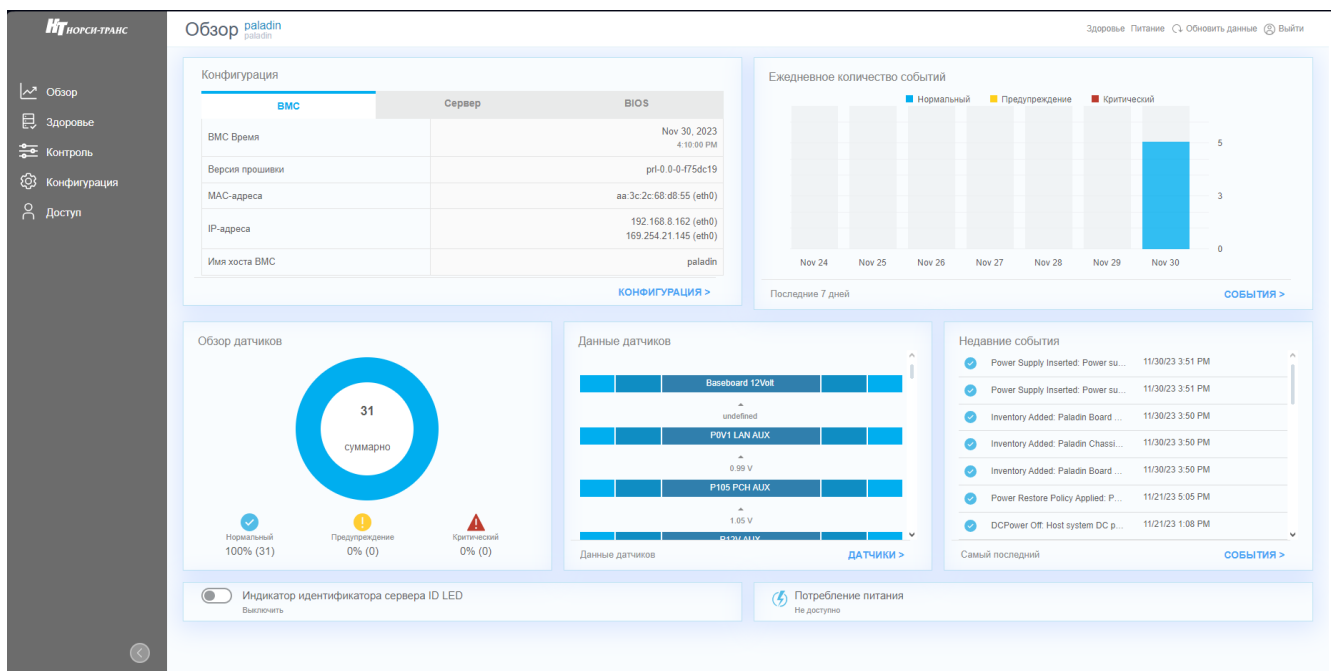 НТ НОРСИ-ТРАНС
Обзор
Здоровье
Контроль
Конфигурация
Доступ
Обзор paladin
paladin
Здоровье Питание Обновить данные Выйти
Конфигурация
BMC Сервер BIOS
BMC Время Nov 30, 2023
4:10:00 PM
Версия прошивки prl-0.0-0-f75dc19
MAC-адреса aa:3c:2c:68:d8:55 (eth0)
IP-адреса 192.168.8.162 (eth0)
169.254.21.145 (eth0)
Имя хоста BMC paladin
КОНФИГУРАЦИЯ >
Ежедневное количество событий
Нормальный Предупреждение Критический
5
3
0
Nov 24 Nov 25 Nov 26 Nov 27 Nov 28 Nov 29 Nov 30
Последние 7 дней СОБЫТИЯ >
Обзор датчиков
31
суммарно
Нормальный Предупреждение Критический
100% (31) 0% (0) 0% (0)
Данные датчиков
Baseboard 12Volt
undefined
P0V1 LAN AUX
0.99 V
P105 PCH AUX
1.05 V
P12V AUX
Данные датчиков ДАТЧИКИ >
Недавние события
Power Supply Inserted: Power su... 11/30/23 3:51 PM
Power Supply Inserted: Power su... 11/30/23 3:51 PM
Inventory Added: Paladin Board ... 11/30/23 3:50 PM
Inventory Added: Paladin Chassi... 11/30/23 3:50 PM
Inventory Added: Paladin Board ... 11/30/23 3:50 PM
Power Restore Policy Applied: P... 11/21/23 5:05 PM
DCPower Off: Host system DC p... 11/21/23 1:08 PM
Самый последний СОБЫТИЯ >
Индикатор идентификатора сервера ID LED
Выключить
Потребление питания
Не доступно